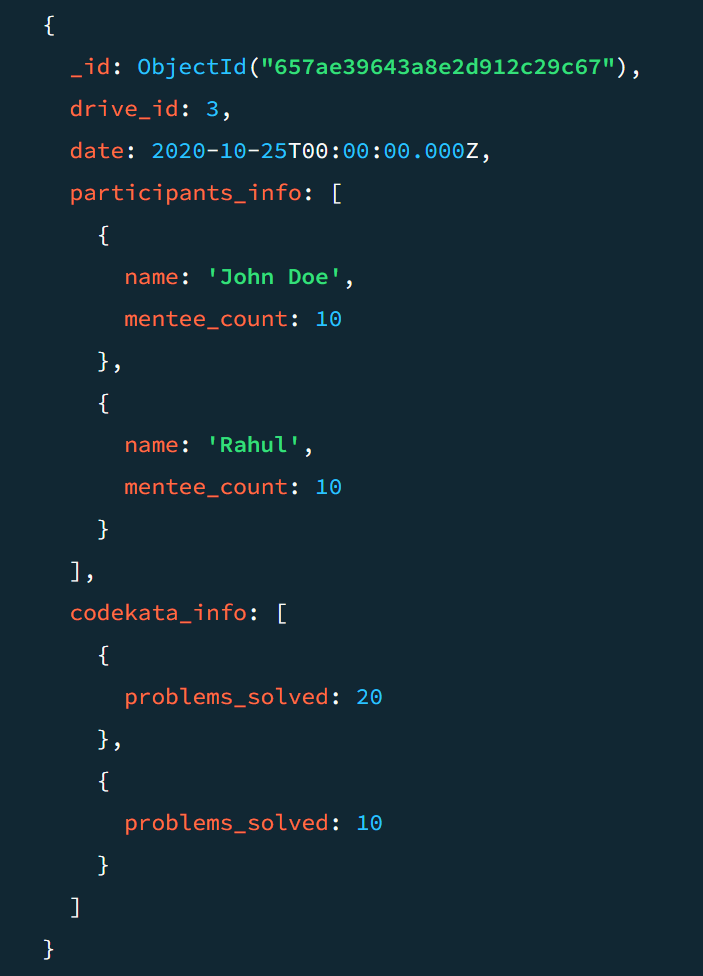 {
_id: ObjectId("657ae39643a8e2d912c29c67"),
drive_id: 3,
date: 2020-10-25T00:00:00.000Z,
participants_info: [
{
name: 'John Doe',
mentee_count: 10
},
{
name: 'Rahul',
mentee_count: 10
}
],
codekata_info: [
{
problems_solved: 20
},
{
problems_solved: 10
}
]
}